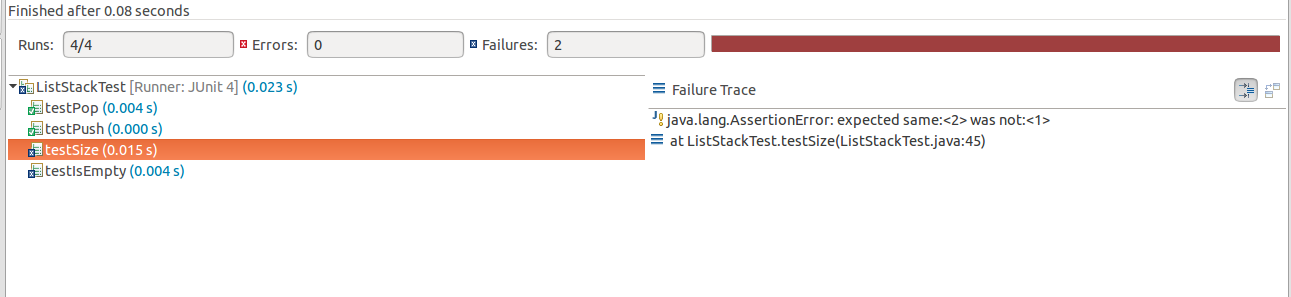 Finished after 0.08 seconds
Runs: 4/4 Errors: 0 Failures: 2
ListStackTest [Runner: JUnit 4] (0.023 s)
testPop (0.004 s)
testPush (0.000 s)
testSize (0.015 s)
testIsEmpty (0.004 s)
Failure Trace
java.lang.AssertionError: expected same:<2> was not:<1>
at ListStackTest.testSize(ListStackTest.java:45)